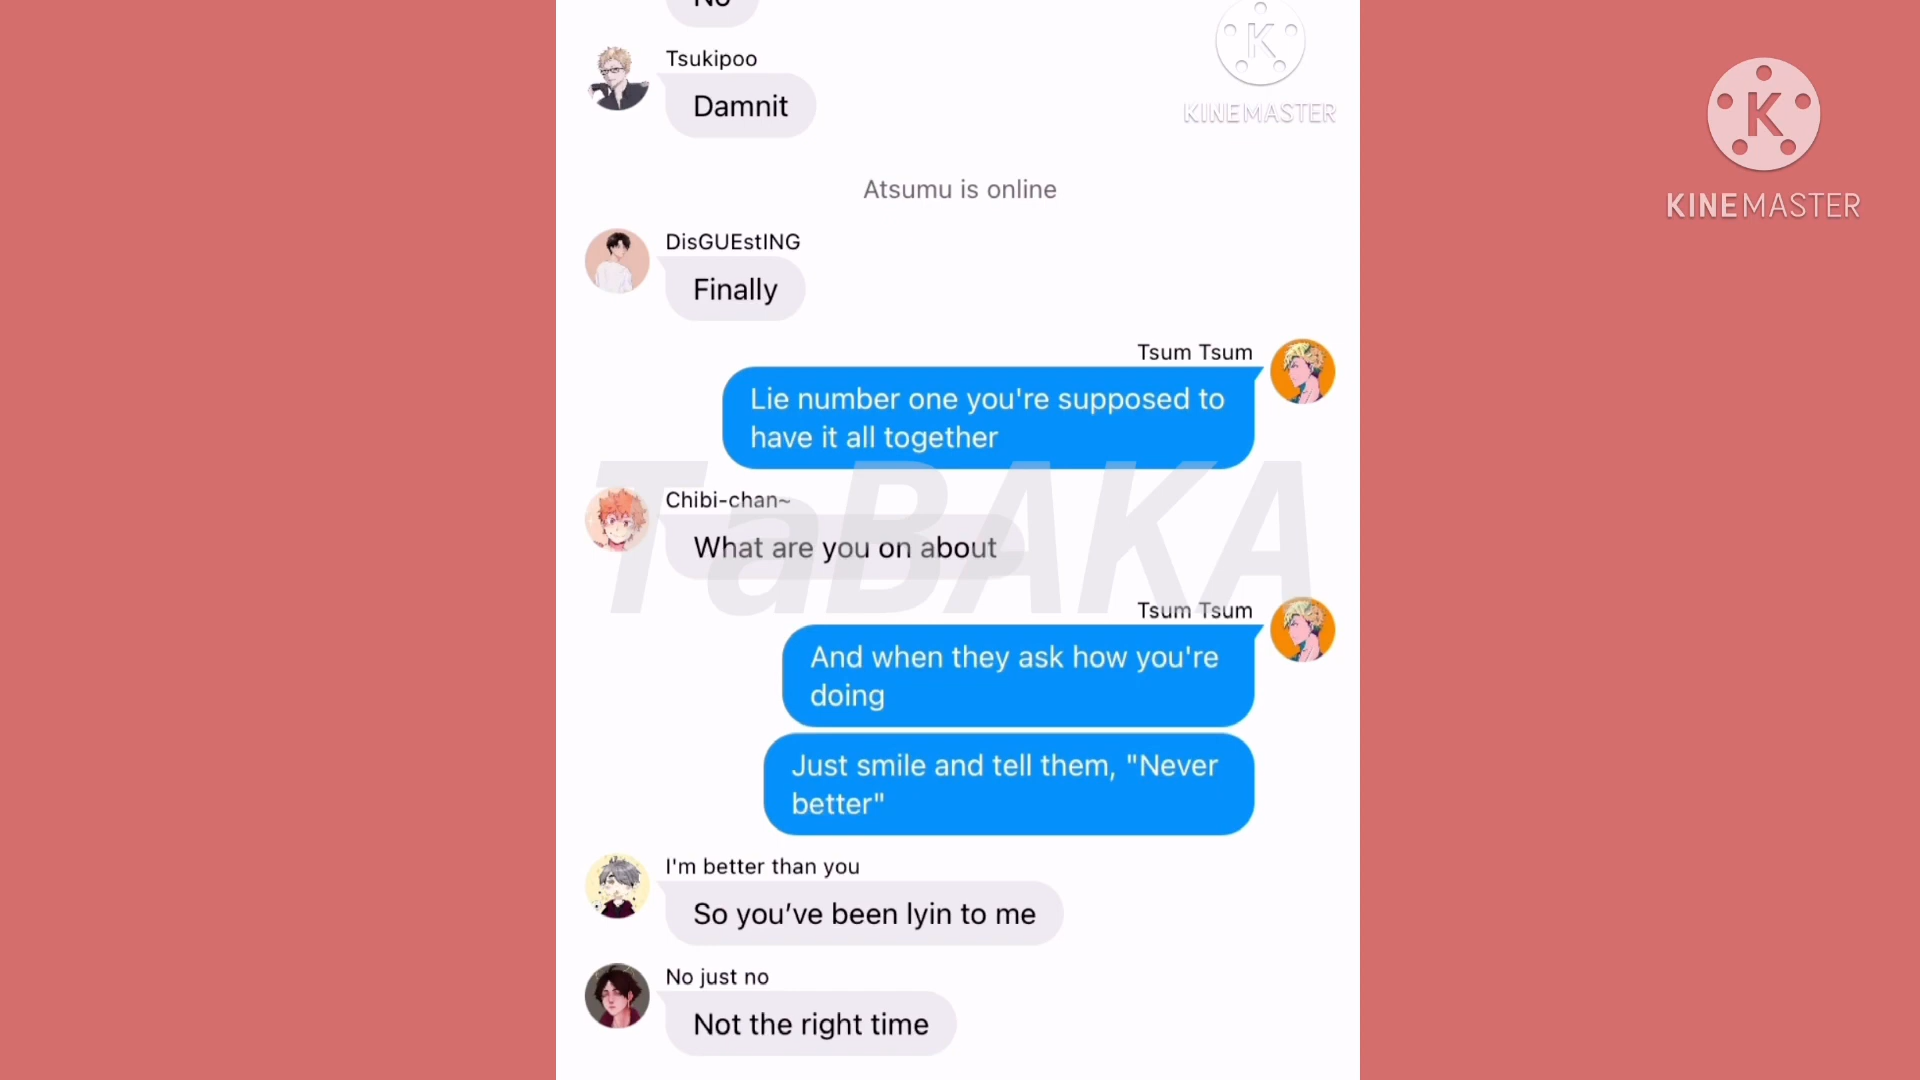 No
Tsukipoo
Damnit
K
KINEMASTER
K
KINEMASTER
Atsumu is online
DisGUEstING
Finally
Tsum Tsum
Lie number one you're supposed to
have it all together
TaBAKA
Chibi-chan~
What are you on about
Tsum Tsum
And when they ask how you're
doing
Just smile and tell them, "Never
better"
I'm better than you
So you’ve been lyin to me
No just no
Not the right time